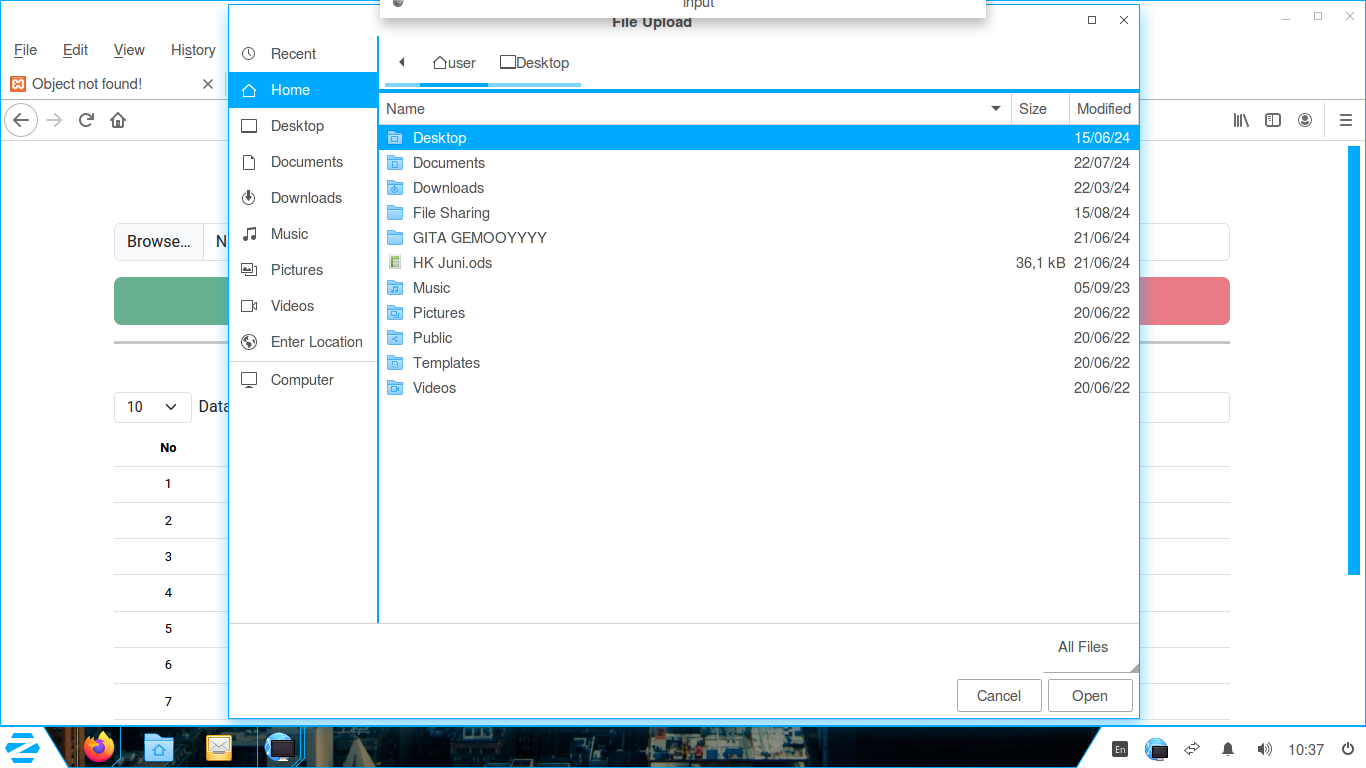 input
File Upload
File Edit View History
Object not found!
Recent
Home
Desktop
Documents
Downloads
Music
Pictures
Videos
Enter Location
Computer
user Desktop
Name Size Modified
Desktop 15/06/24
Documents 22/07/24
Downloads 22/03/24
File Sharing 15/08/24
GITA GEMOOYYYY 21/06/24
HK Juni.ods 36,1 kB 21/06/24
Music 05/09/23
Pictures 20/06/22
Public 20/06/22
Templates 20/06/22
Videos 20/06/22
All Files
Cancel Open
Browse... N
10 Data
No
1
2
3
4
5
6
7
En 10:37